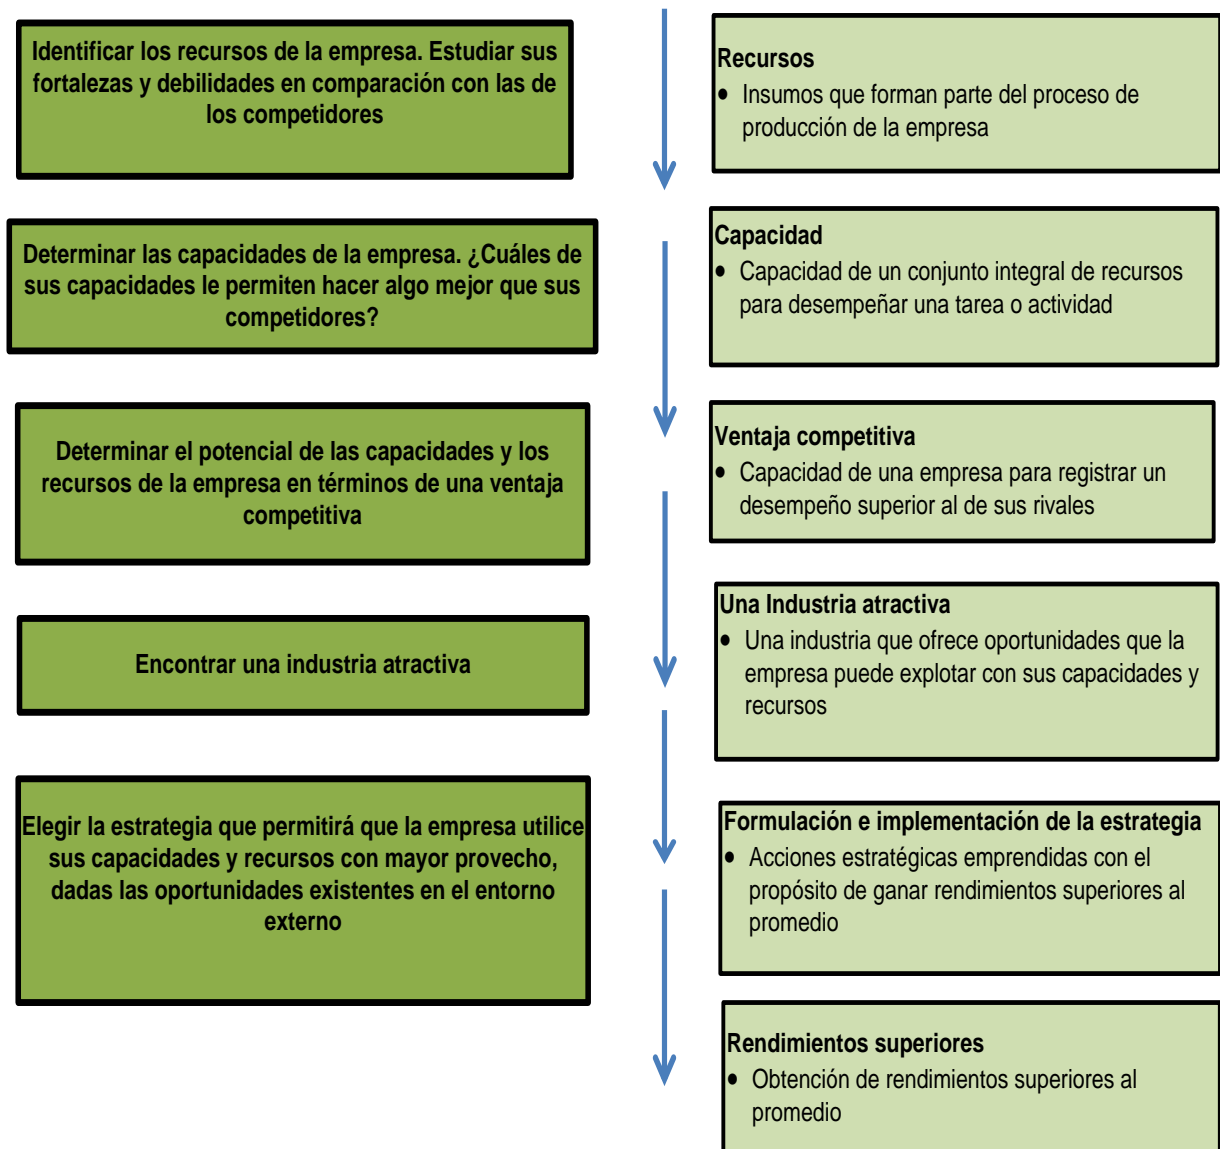 Identificar los recursos de la empresa. Estudiar sus
fortalezas y debilidades en comparación con las de
los competidores
Recursos
• Insumos que forman parte del proceso de
producción de la empresa
Determinar las capacidades de la empresa. ¿Cuáles de
sus capacidades le permiten hacer algo mejor que sus
competidores?
Capacidad
• Capacidad de un conjunto integral de recursos
para desempeñar una tarea o actividad
Determinar el potencial de las capacidades y los
recursos de la empresa en términos de una ventaja
competitiva
Ventaja competitiva
• Capacidad de una empresa para registrar un
desempeño superior al de sus rivales
Encontrar una industria atractiva
Una Industria atractiva
• Una industria que ofrece oportunidades que la
empresa puede explotar con sus capacidades y
recursos
Elegir la estrategia que permitirá que la empresa utilice
sus capacidades y recursos con mayor provecho,
dadas las oportunidades existentes en el entorno
externo
Formulación e implementación de la estrategia
• Acciones estratégicas emprendidas con el
propósito de ganar rendimientos superiores al
promedio
Rendimientos superiores
• Obtención de rendimientos superiores al
promedio